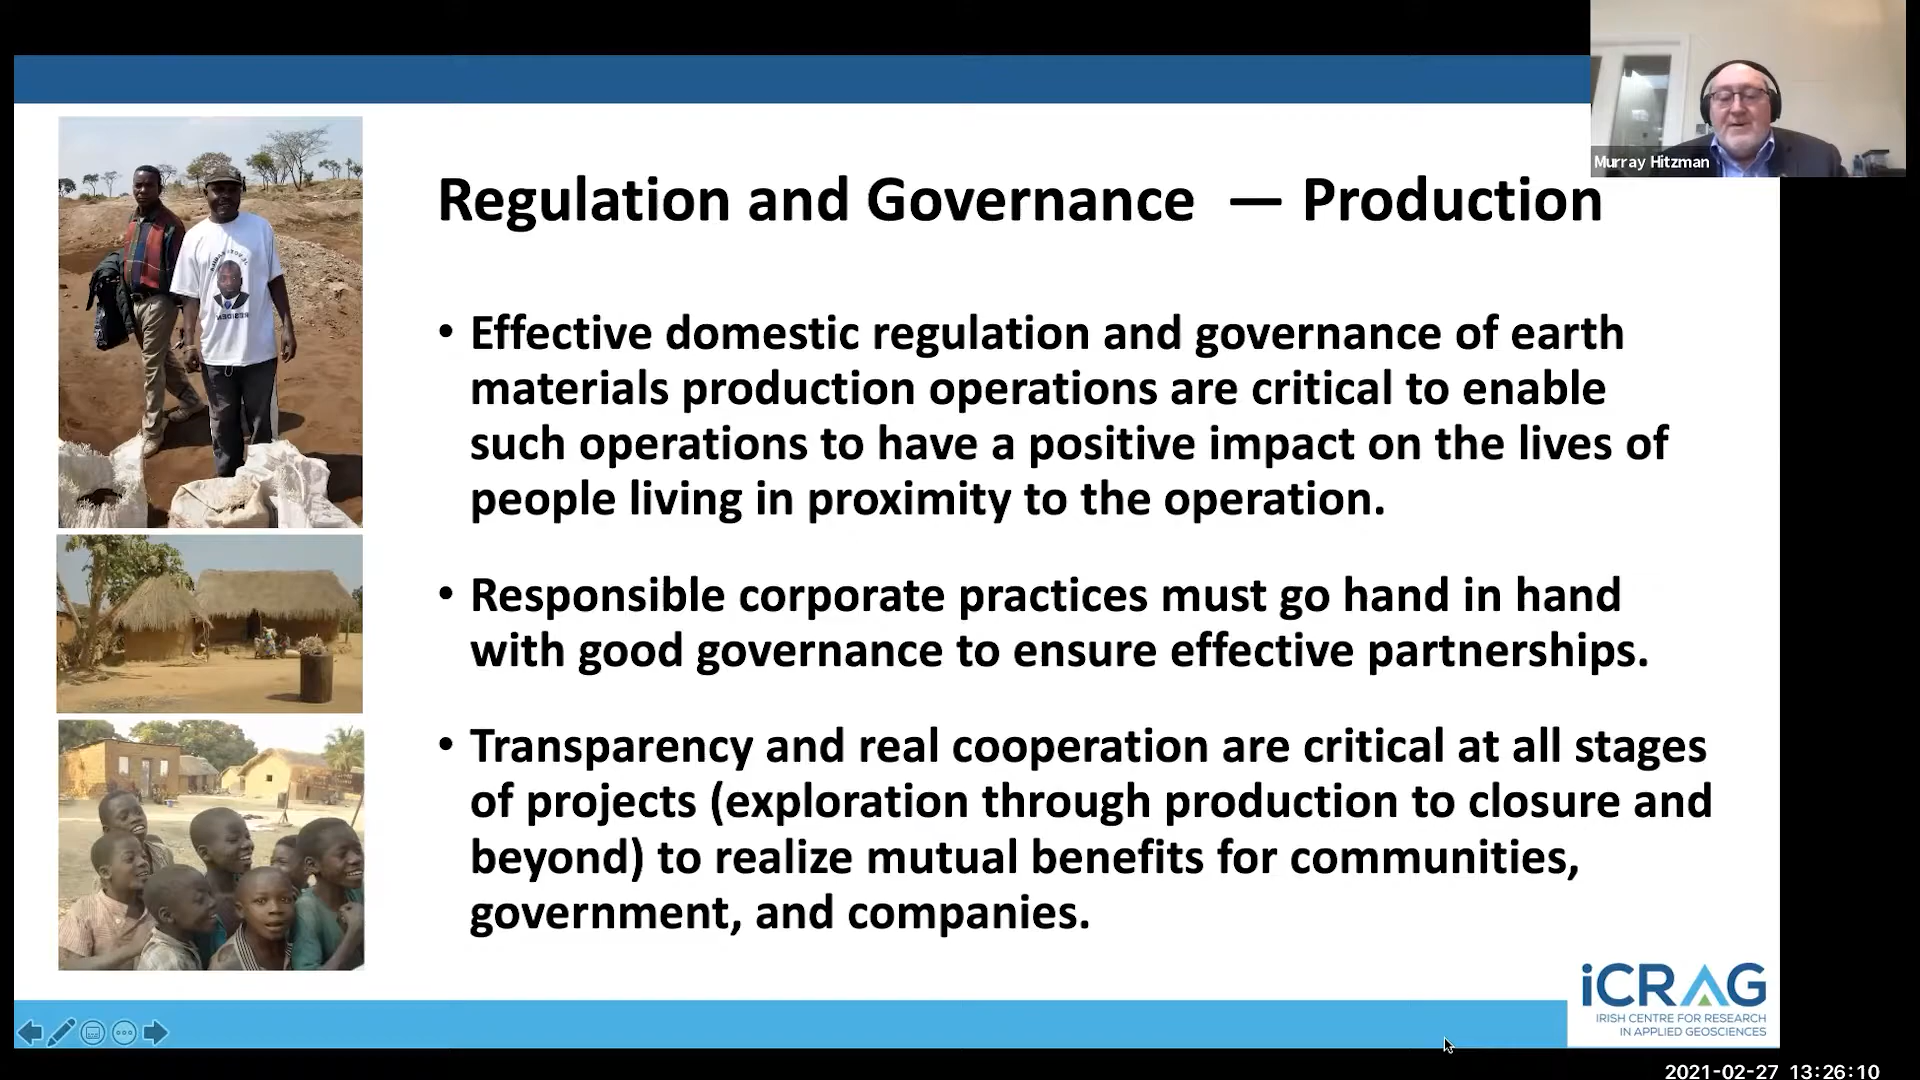 Murray Hitzman
Regulation and Governance — Production
• Effective domestic regulation and governance of earth
materials production operations are critical to enable
such operations to have a positive impact on the lives of
people living in proximity to the operation.
• Responsible corporate practices must go hand in hand
with good governance to ensure effective partnerships.
• Transparency and real cooperation are critical at all stages
of projects (exploration through production to closure and
beyond) to realize mutual benefits for communities,
government, and companies.
iCRAG
IRISH CENTRE FOR RESEARCH
IN APPLIED GEOSCIENCES
2021-02-27 13:26:10